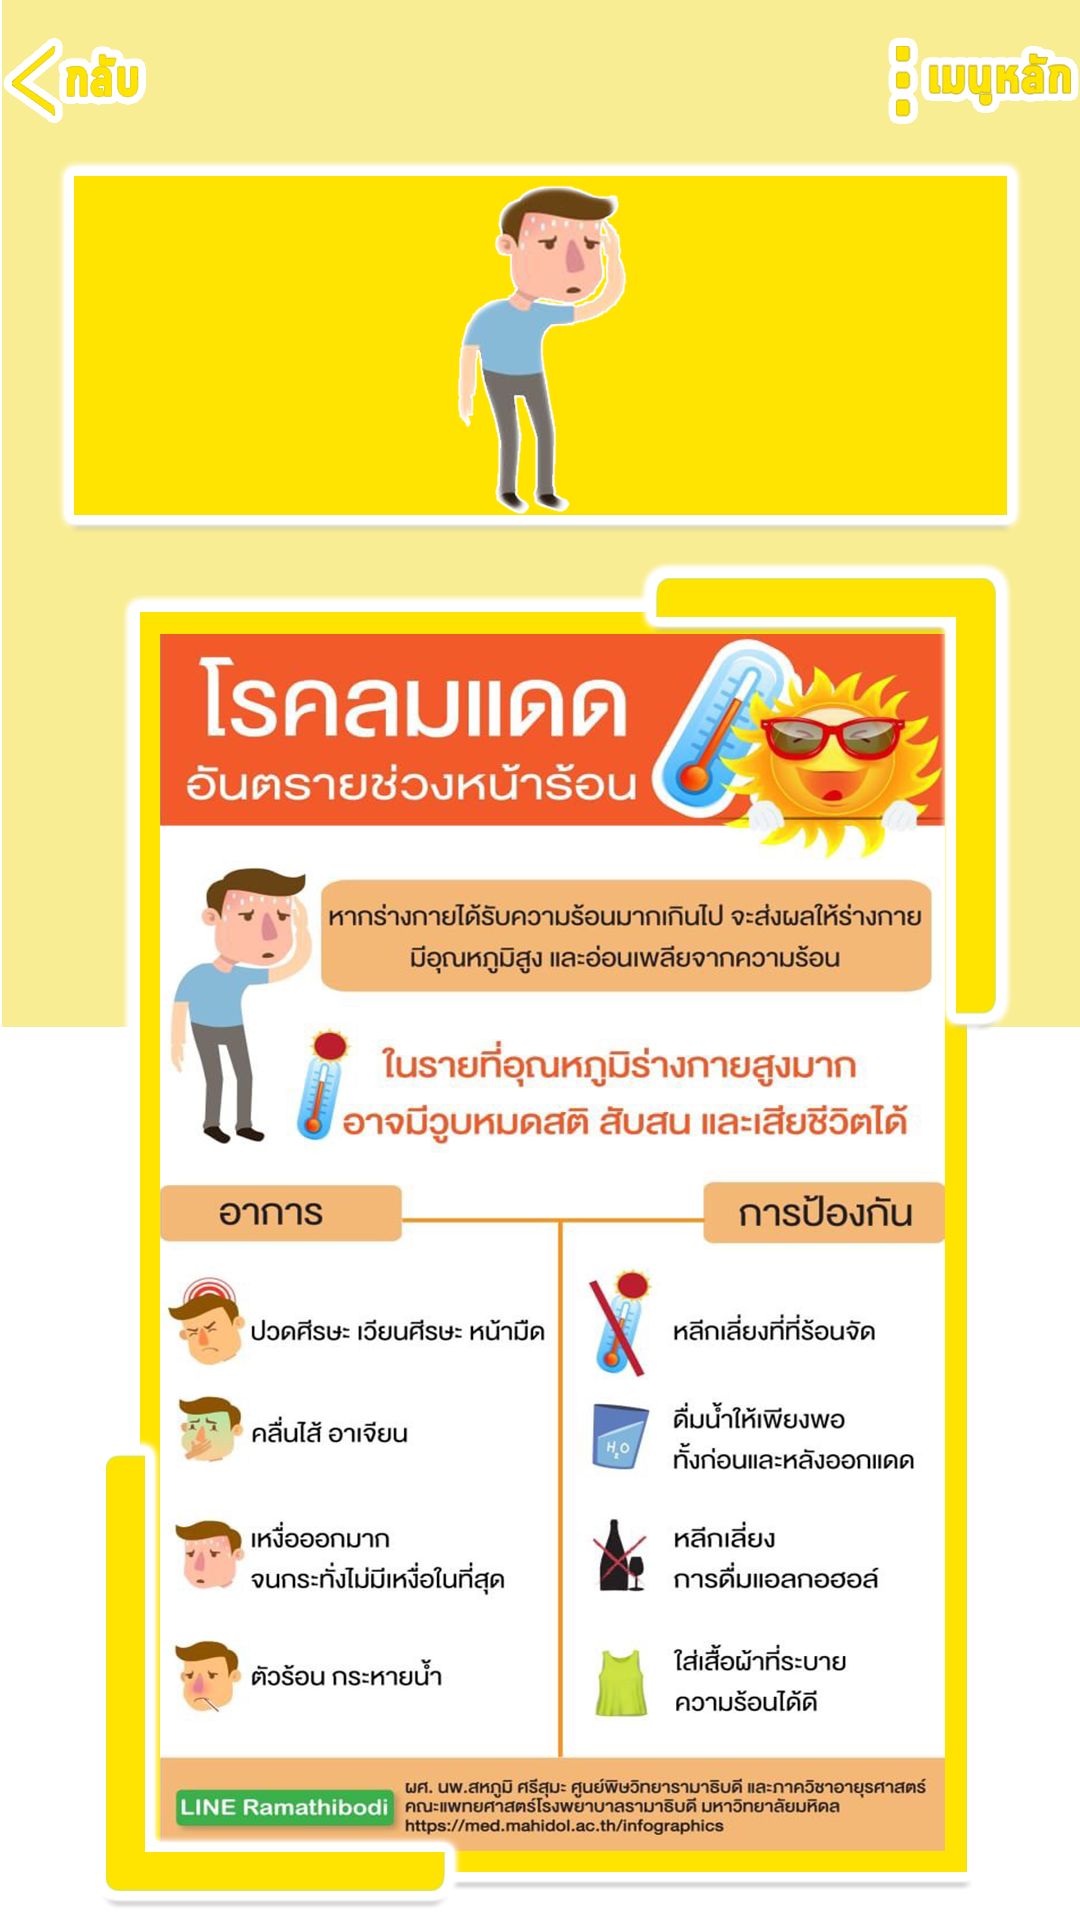 กลับ
เมนูหลัก
โรคลมแดด
อันตรายช่วงหน้าร้อน
หากร่างกายได้รับความร้อนมากเกินไป จะส่งผลให้ร่างกาย
มีอุณหภูมิสูง และอ่อนเพลียจากความร้อน
ในรายที่อุณหภูมิร่างกายสูงมาก
อาจมีวูบหมดสติ สับสน และเสียชีวิตได้
อาการ
ปวดศีรษะ เวียนศีรษะ หน้ามืด
คลื่นไส้ อาเจียน
เหงื่อออกมาก
จนกระทั่งไม่มีเหงื่อในที่สุด
ตัวร้อน กระหายน้ำ
การป้องกัน
หลีกเลี่ยงที่ที่ร้อนจัด
H2O
ดื่มน้ำให้เพียงพอ
ทั้งก่อนและหลังออกแดด
หลีกเลี่ยง
การดื่มแอลกอฮอล์
ใส่เสื้อผ้าที่ระบาย
ความร้อนได้ดี
LINE Ramathibodi
ผศ. นพ.สหภูมิ ศรีสุมะ ศูนย์พิษวิทยารามาธิบดี และภาควิชาอายุรศาสตร์
คณะแพทยศาสตร์โรงพยาบาลรามาธิบดี มหาวิทยาลัยมหิดล
https://med.mahidol.ac.th/infographics